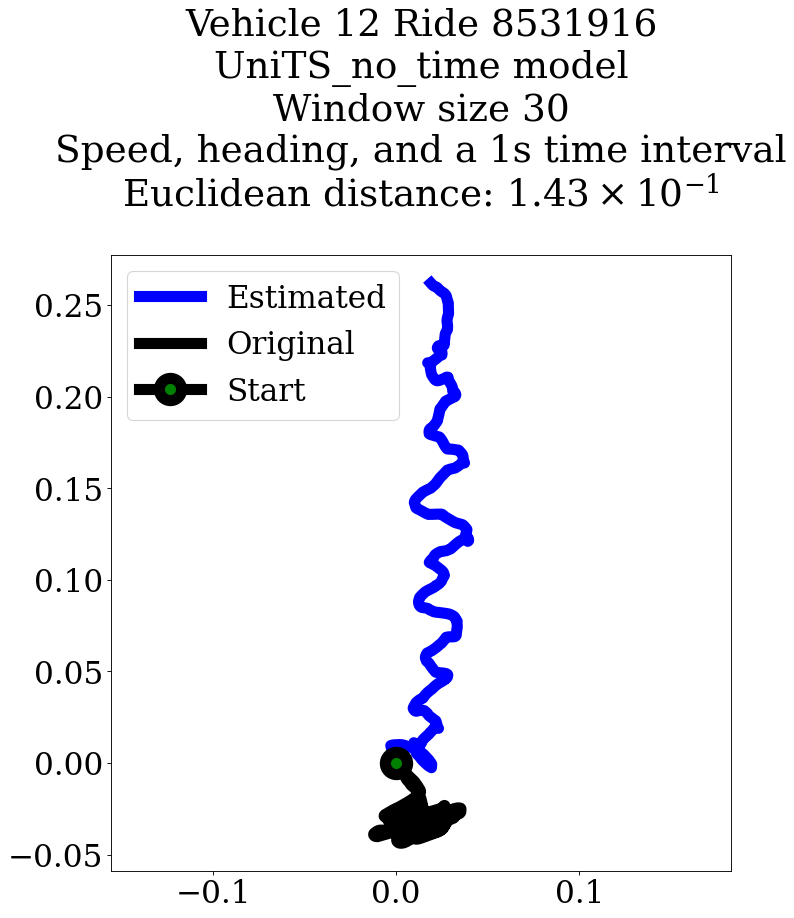 Vehicle 12 Ride 8531916
UniTS_no_time model
Window size 30
Speed, heading, and a 1s time interval
Euclidean distance: 1.43 × 10⁻¹
Estimated
Original
Start
0.25
0.20
0.15
0.10
0.05
0.00
−0.05
−0.1
0.0
0.1